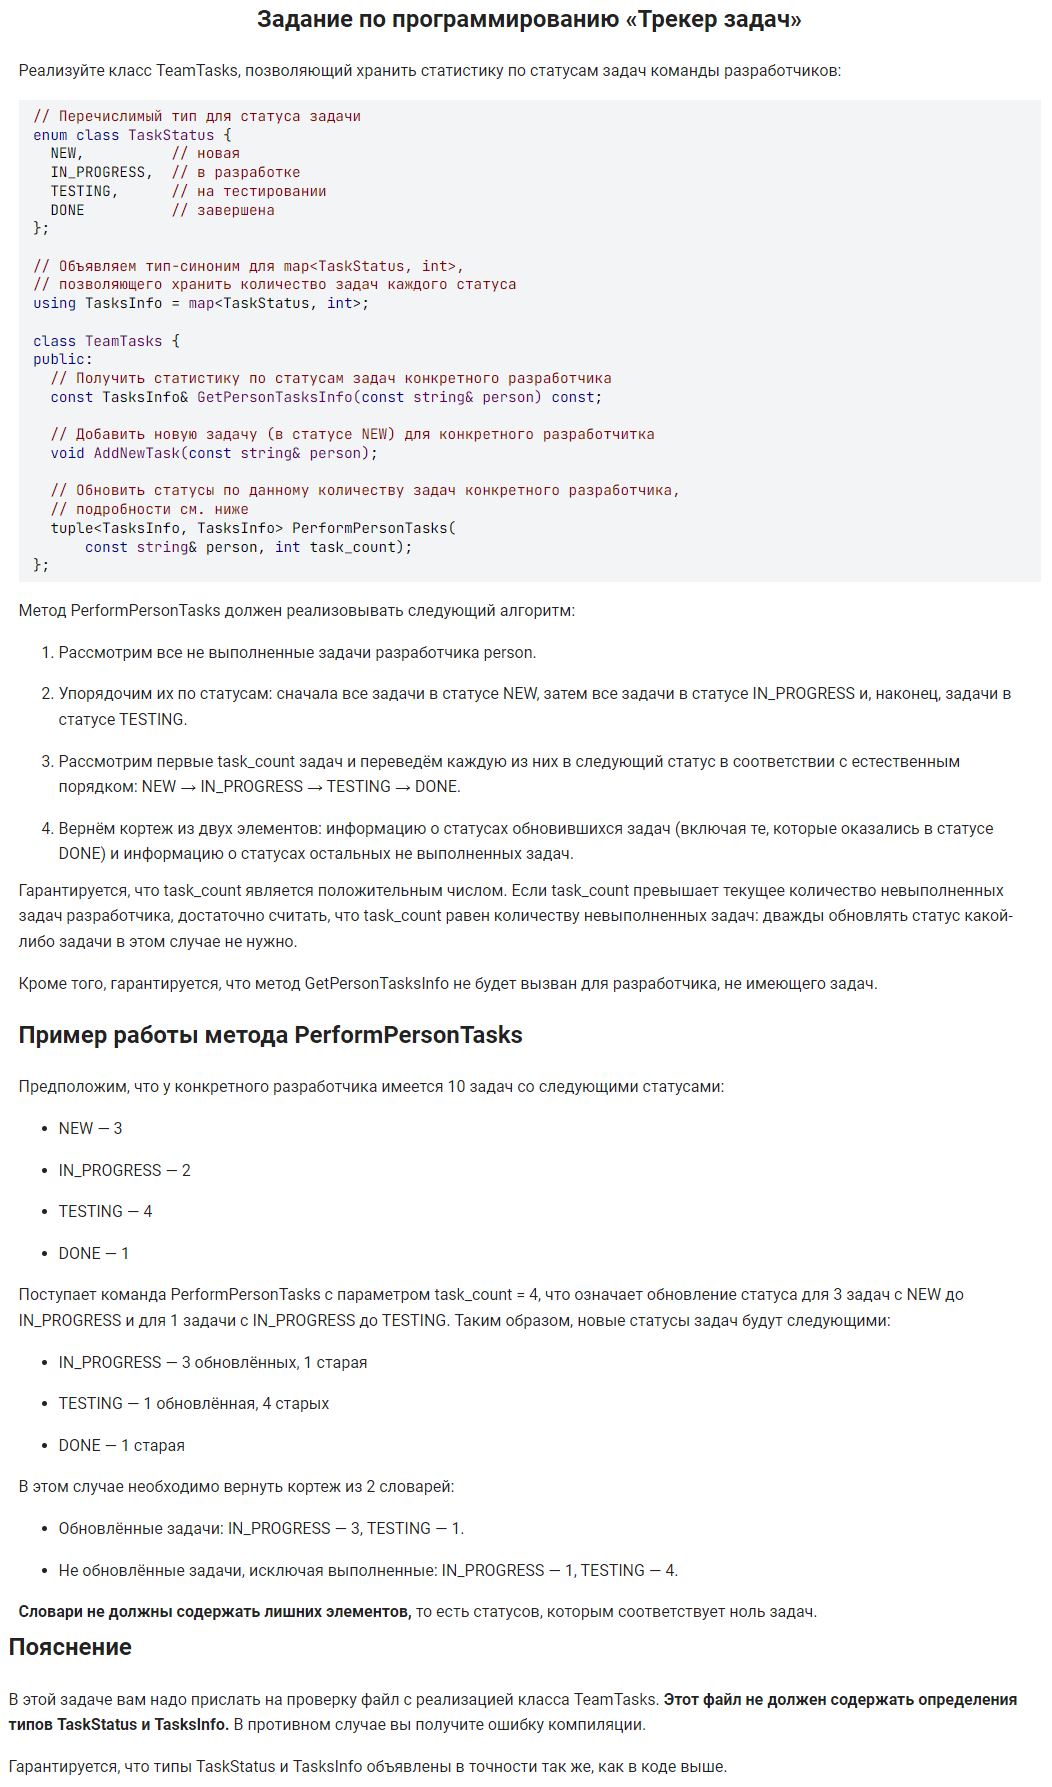 Задание по программированию «Трекер задач»
Реализуйте класс TeamTasks, позволяющий хранить статистику по статусам задач команды разработчиков:
// Перечислимый тип для статуса задачи
enum class TaskStatus {
  NEW,          // новая
  IN_PROGRESS,  // в разработке
  TESTING,      // на тестировании
  DONE          // завершена
};
// Объявляем тип-синоним для map<TaskStatus, int>,
// позволяющего хранить количество задач каждого статуса
using TasksInfo = map<TaskStatus, int>;
class TeamTasks {
public:
  // Получить статистику по статусам задач конкретного разработчика
  const TasksInfo& GetPersonTasksInfo(const string& person) const;
  // Добавить новую задачу (в статусе NEW) для конкретного разработчитка
  void AddNewTask(const string& person);
  // Обновить статусы по данному количеству задач конкретного разработчика,
  // подробности см. ниже
  tuple<TasksInfo, TasksInfo> PerformPersonTasks(
      const string& person, int task_count);
};
Метод PerformPersonTasks должен реализовывать следующий алгоритм:
1. Рассмотрим все не выполненные задачи разработчика person.
2. Упорядочим их по статусам: сначала все задачи в статусе NEW, затем все задачи в статусе IN_PROGRESS и, наконец, задачи в
статусе TESTING.
3. Рассмотрим первые task_count задач и переведём каждую из них в следующий статус в соответствии с естественным
порядком: NEW → IN_PROGRESS → TESTING → DONE.
4. Вернём кортеж из двух элементов: информацию о статусах обновившихся задач (включая те, которые оказались в статусе
DONE) и информацию о статусах остальных не выполненных задач.
Гарантируется, что task_count является положительным числом. Если task_count превышает текущее количество невыполненных
задач разработчика, достаточно считать, что task_count равен количеству невыполненных задач: дважды обновлять статус какой-
либо задачи в этом случае не нужно.
Кроме того, гарантируется, что метод GetPersonTasksInfo не будет вызван для разработчика, не имеющего задач.
Пример работы метода PerformPersonTasks
Предположим, что у конкретного разработчика имеется 10 задач со следующими статусами:
• NEW — 3
• IN_PROGRESS — 2
• TESTING — 4
• DONE — 1
Поступает команда PerformPersonTasks с параметром task_count = 4, что означает обновление статуса для 3 задач с NEW до
IN_PROGRESS и для 1 задачи с IN_PROGRESS до TESTING. Таким образом, новые статусы задач будут следующими:
• IN_PROGRESS — 3 обновлённых, 1 старая
• TESTING — 1 обновлённая, 4 старых
• DONE — 1 старая
В этом случае необходимо вернуть кортеж из 2 словарей:
• Обновлённые задачи: IN_PROGRESS — 3, TESTING — 1.
• Не обновлённые задачи, исключая выполненные: IN_PROGRESS — 1, TESTING — 4.
Словари не должны содержать лишних элементов, то есть статусов, которым соответствует ноль задач.
Пояснение
В этой задаче вам надо прислать на проверку файл с реализацией класса TeamTasks. Этот файл не должен содержать определения
типов TaskStatus и TasksInfo. В противном случае вы получите ошибку компиляции.
Гарантируется, что типы TaskStatus и TasksInfo объявлены в точности так же, как в коде выше.